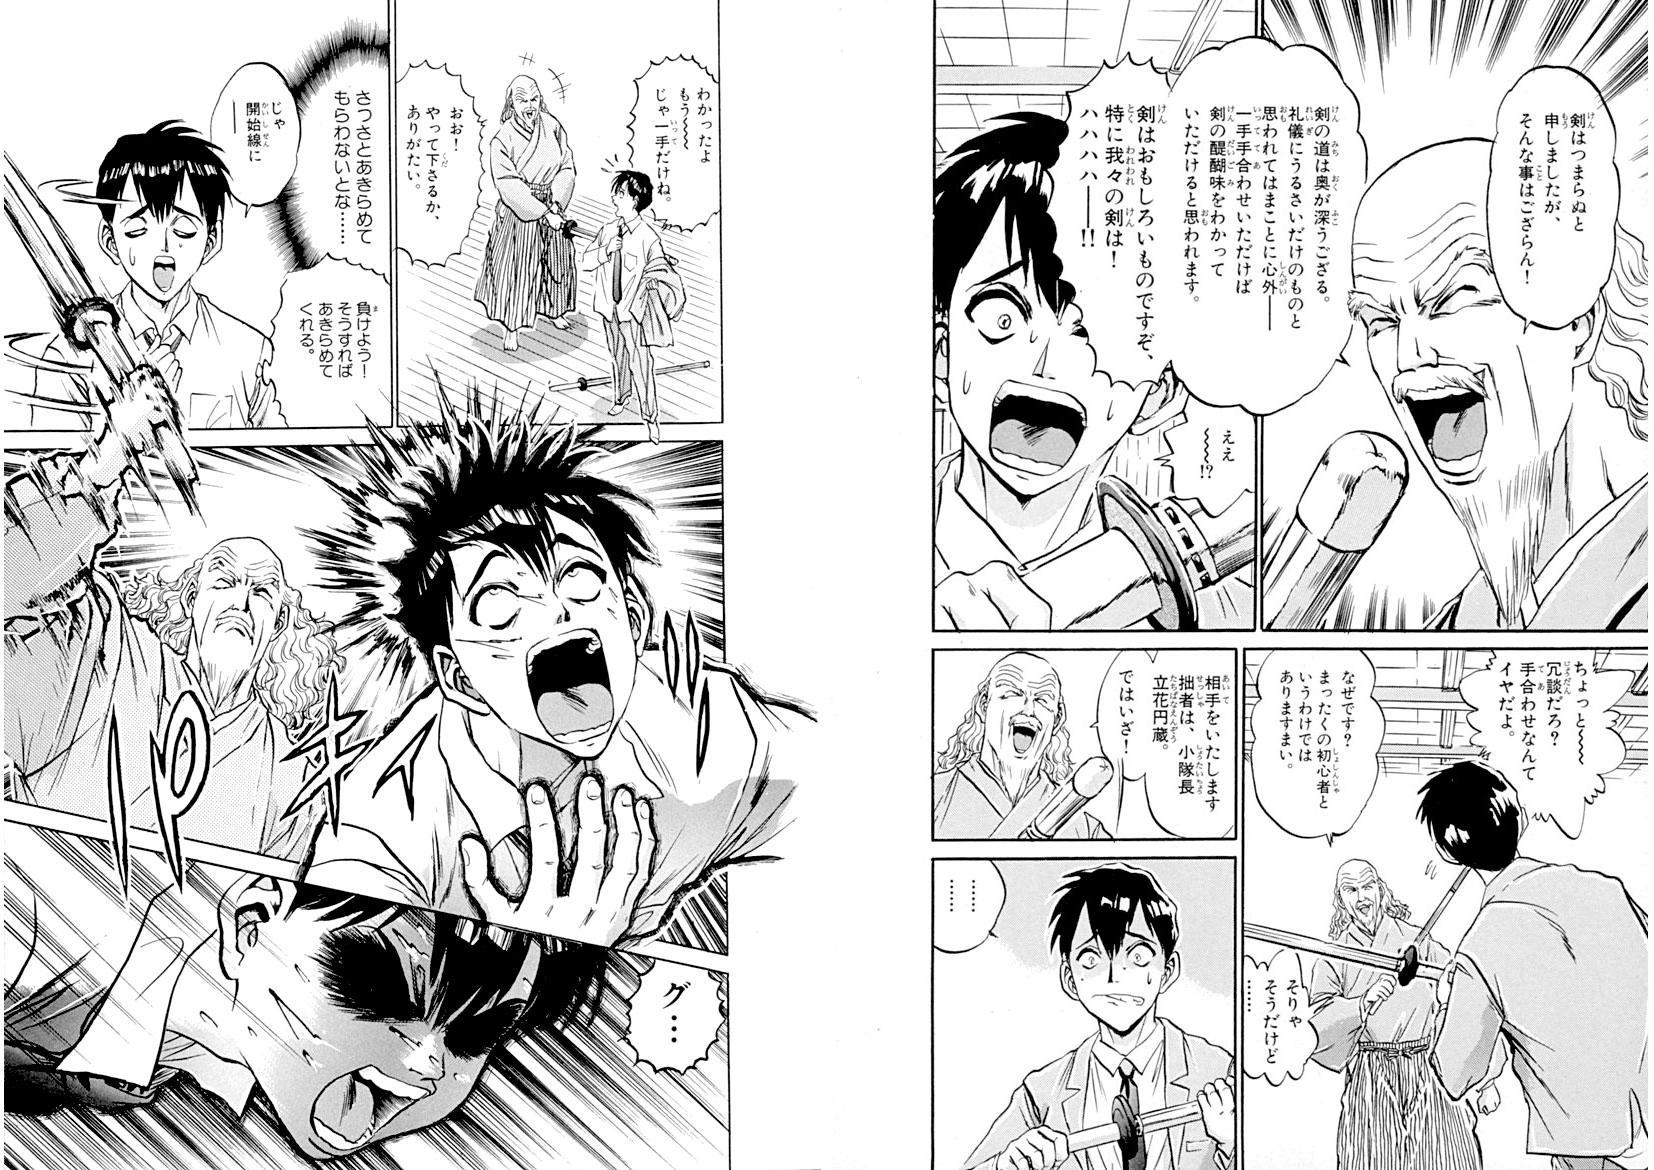 剣はつまらぬと
申しましたが、
そんな事はござらん！
剣の道は奥が深うござる。
礼儀にうるさいだけのものと
思われてはまことに心外――
一手手合わせいただけば
剣の醍醐味をわかって
いただけると思われます。
剣はおもしろいものですぞ、
特に我々の剣は！
ハハハハハ――!!
ええ
〜〜!?
ちょっと〜〜
冗談だろ？
手合わせなんて
イヤだよ。
なぜです？
まったくの初心者と
いうわけでは
ありますまい。
そりゃ
そうだけど
……
相手をいたします
拙者は、小隊長
立花円蔵。
ではいざ！
……
……
わかったよ
もう〜〜
じゃ一手だけね。
おお！
やって下さるか、
ありがたい。
さっさとあきらめて
もらわないとな……
負けよう！
そうすれば
あきらめて
くれる。
じゃ
開始線に
――
グ…